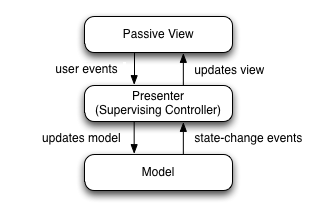 Passive View
user events
updates view
Presenter
(Supervising Controller)
updates model
state-change events
Model